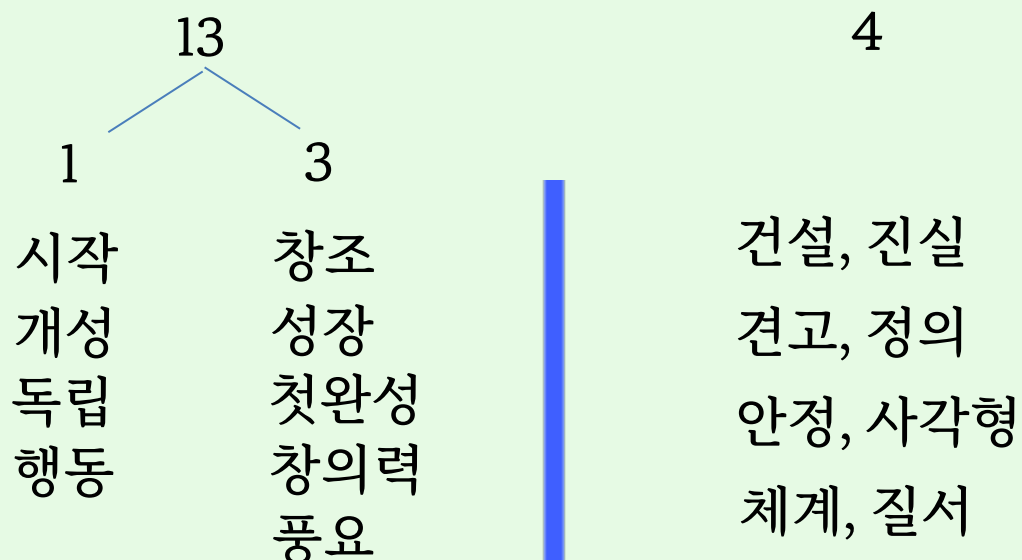 13
4
1
3
시작
개성
독립
행동
창조
성장
첫완성
창의력
풍요
건설, 진실
견고, 정의
안정, 사각형
체계, 질서